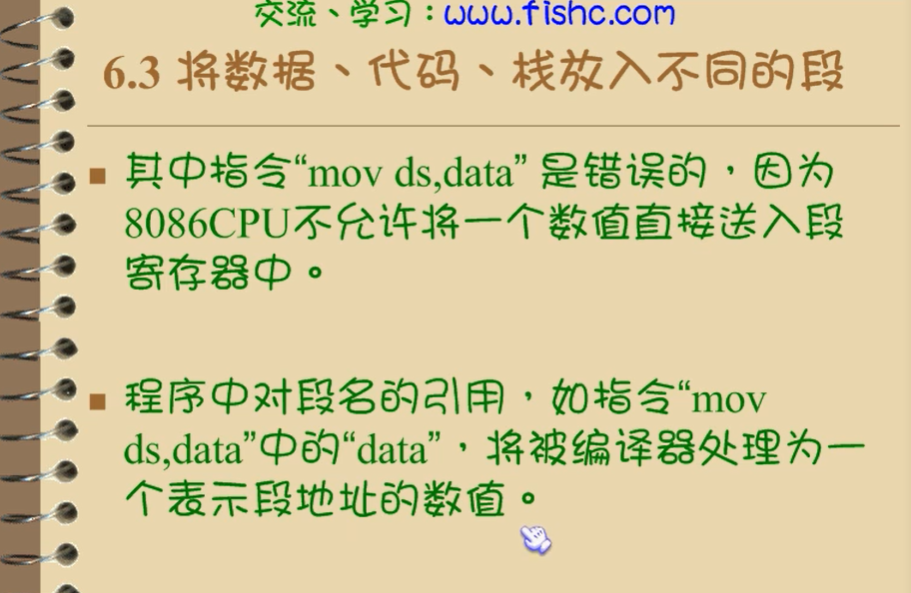 交流、学习：www.fishc.com
6.3 将数据、代码、栈放入不同的段
其中指令“mov ds,data” 是错误的，因为
8086CPU不允许将一个数值直接送入段
寄存器中。
程序中对段名的引用，如指令“mov
ds,data”中的“data”，将被编译器处理为一
个表示段地址的数值。